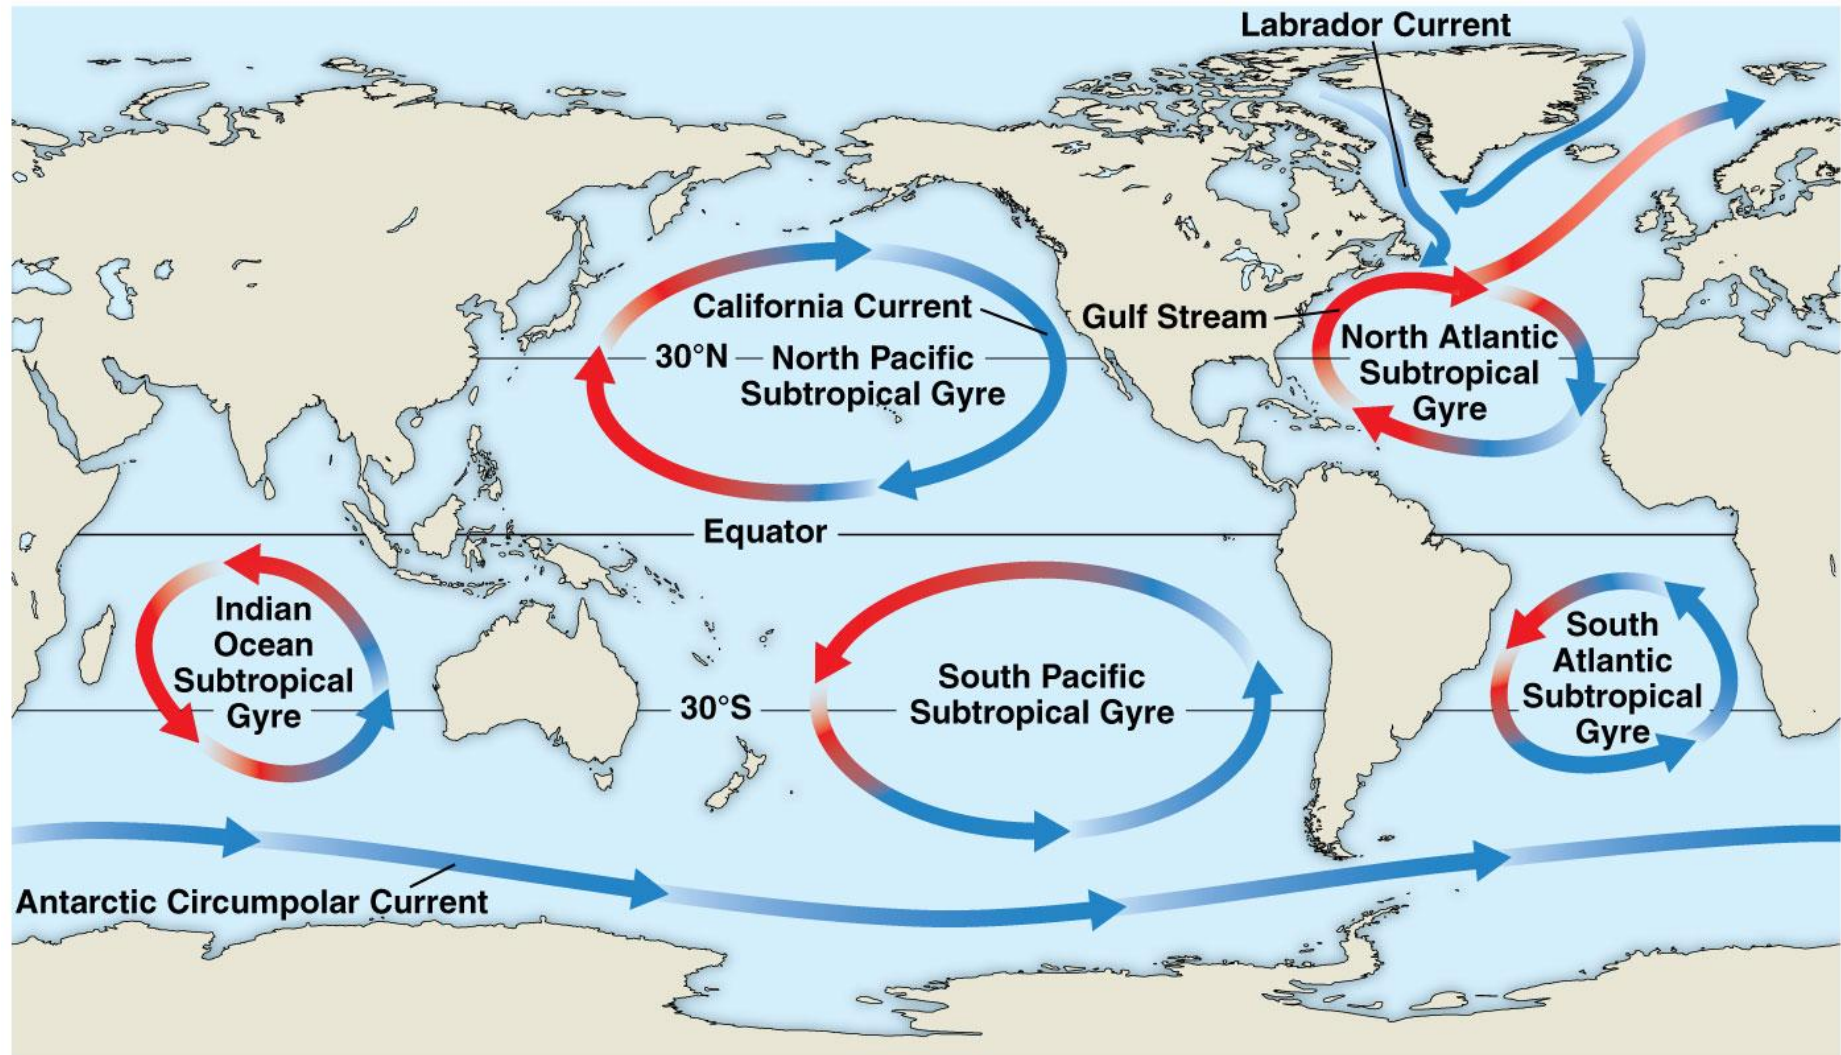 Labrador Current
California Current
Gulf Stream
30°N
North Pacific
Subtropical Gyre
North Atlantic
Subtropical
Gyre
Equator
Indian
Ocean
Subtropical
Gyre
30°S
South Pacific
Subtropical Gyre
South
Atlantic
Subtropical
Gyre
Antarctic Circumpolar Current